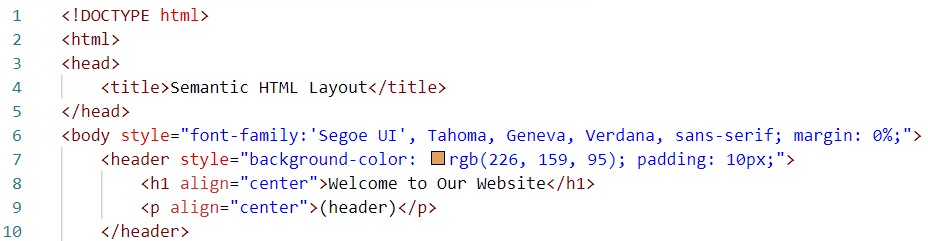 1 <!DOCTYPE html>
2 <html>
3 <head>
4     <title>Semantic HTML Layout</title>
5 </head>
6 <body style="font-family:'Segoe UI', Tahoma, Geneva, Verdana, sans-serif; margin: 0%;">
7     <header style="background-color: rgb(226, 159, 95); padding: 10px;">
8         <h1 align="center">Welcome to Our Website</h1>
9         <p align="center">(header)</p>
10     </header>